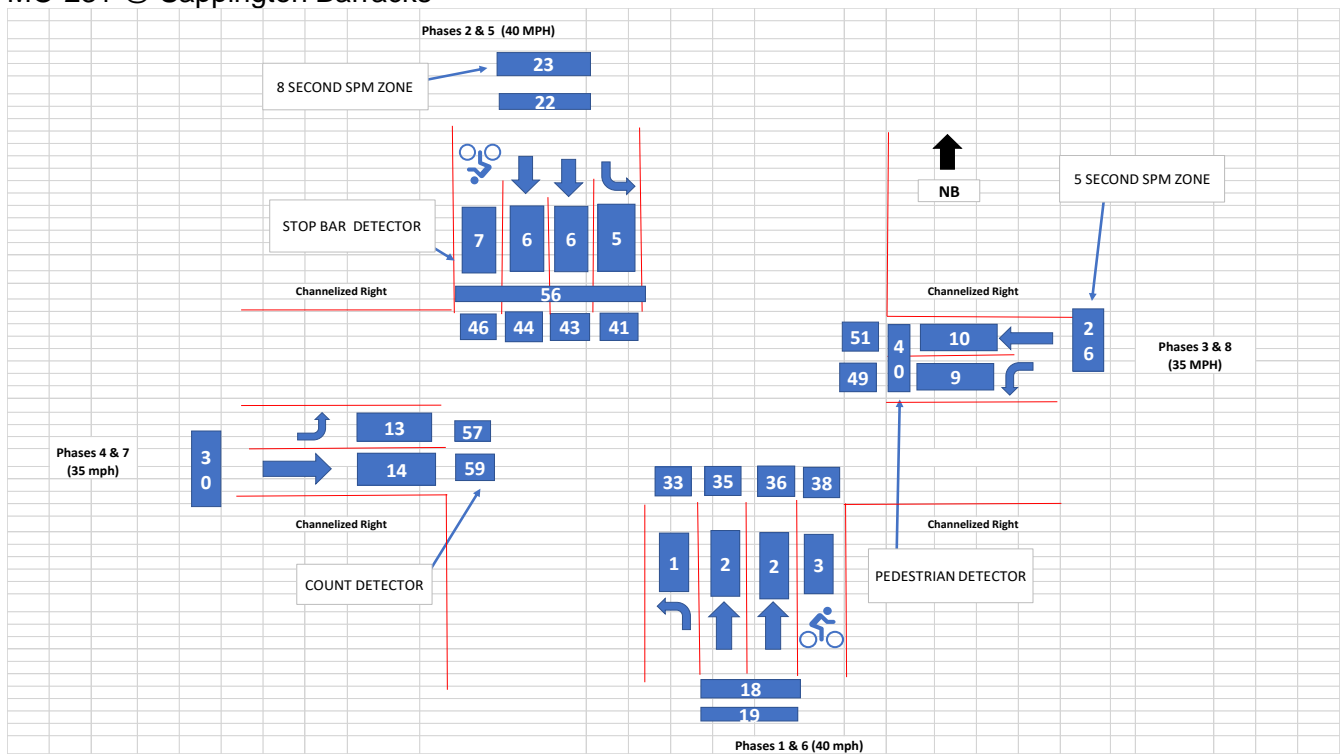 Phases 2 & 5 (40 MPH)
23
8 SECOND SPM ZONE
22
NB
5 SECOND SPM ZONE
STOP BAR DETECTOR
7
6
6
5
Channelized Right
56
46
44
43
41
Channelized Right
51
4
0
10
49
9
2
6
Phases 3 & 8
(35 MPH)
Phases 4 & 7
(35 mph)
3
0
13
57
14
59
Channelized Right
COUNT DETECTOR
33
35
36
38
1
2
2
3
Channelized Right
PEDESTRIAN DETECTOR
18
19
Phases 1 & 6 (40 mph)